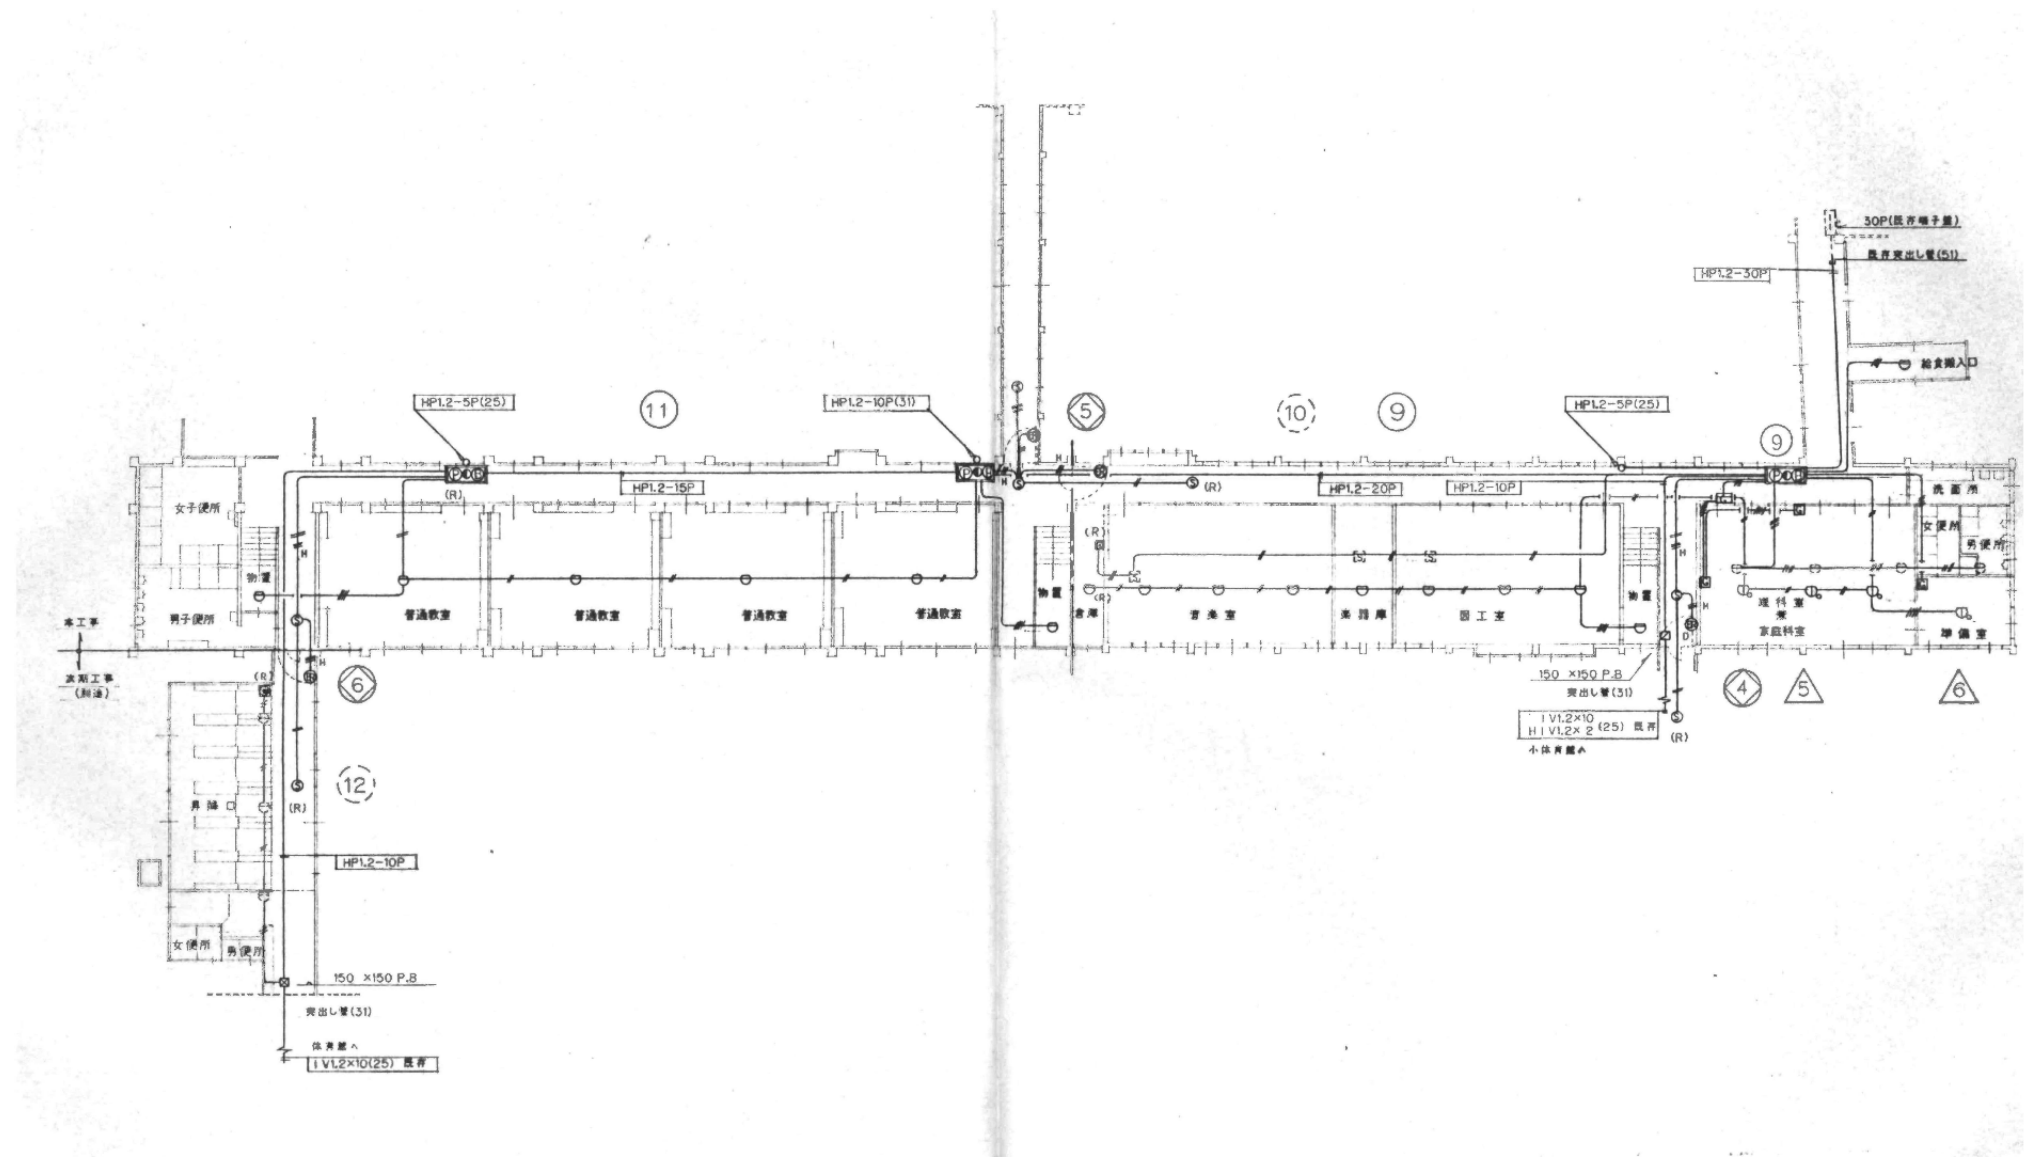 30P(既存端子盤)
既存突出し管(51)
HP1.2-30P
給食搬入口
HP1.2-5P(25)
11
HP1.2-10P(31)
5
10
9
HP1.2-5P(25)
9
(R)
HP1.2-15P
H
H
(R)
HP1.2-20P
HP1.2-10P
洗面所
女子便所
女便所
男便所
H
(R)
H
物置
男子便所
普通教室
普通教室
普通教室
普通教室
物置
倉庫
(R)
音楽室
楽器庫
図工室
物置
H
D
理科室
兼
家庭科室
準備室
本工事
次期工事
(別途)
(R)
H
6
150 ×150 P.B
突出し管(31)
4
5
6
IV1.2×10
HIV1.2×2 (25) 既存
小体育館へ
(R)
昇降口
(R)
12
HP1.2-10P
女便所
男便所
150 ×150 P.B
突出し管(31)
体育館へ
IV1.2×10(25) 既存